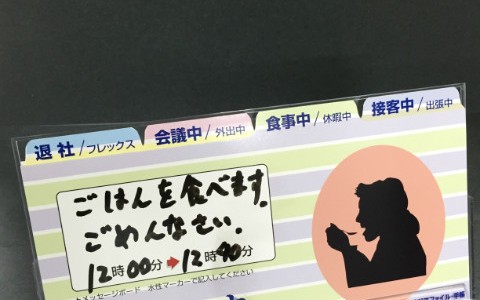 退社/フレックス
会議中/外出中
食事中/休暇中
接客中/出張中
ごはんを食べます。
ごめんなさい。
12時00分→12時40分
メッセージボード 水性マーカーで記入してください